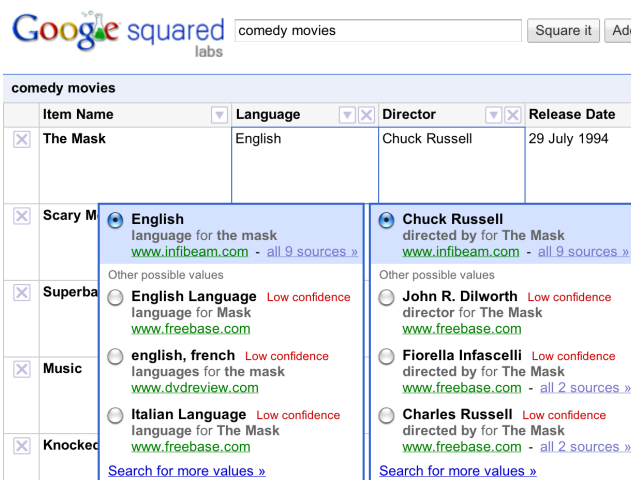 Google squared
labs
comedy movies
Square it
comedy movies
Item Name Language Director Release Date
The Mask English Chuck Russell 29 July 1994
Scary M
Superba
Music
Knocked
English
language for the mask
www.infibeam.com - all 9 sources »
Other possible values
English Language Low confidence
language for Mask
www.freebase.com
english, french Low confidence
languages for the mask
www.dvdreview.com
Italian Language Low confidence
language for The Mask
www.freebase.com
Search for more values »
Chuck Russell
directed by for The Mask
www.infibeam.com - all 9 sources »
Other possible values
John R. Dilworth Low confidence
director for The Mask
www.freebase.com
Fiorella Infascelli Low confidence
directed by for The Mask
www.freebase.com - all 2 sources »
Charles Russell Low confidence
directed by for The Mask
www.freebase.com - all 2 sources »
Search for more values »